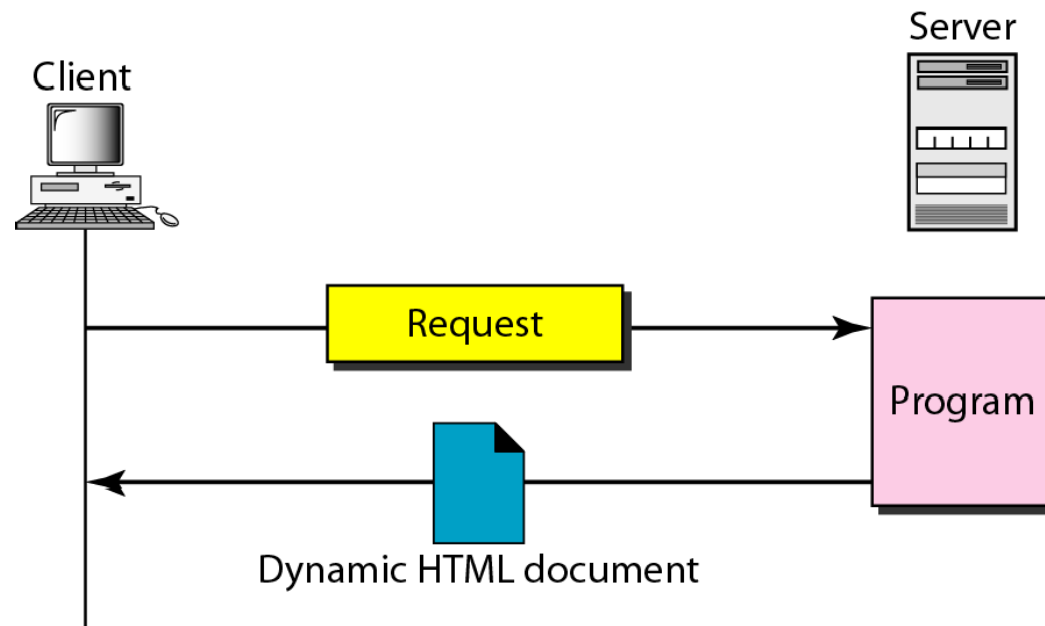 Server
Client
Request
Program
Dynamic HTML document